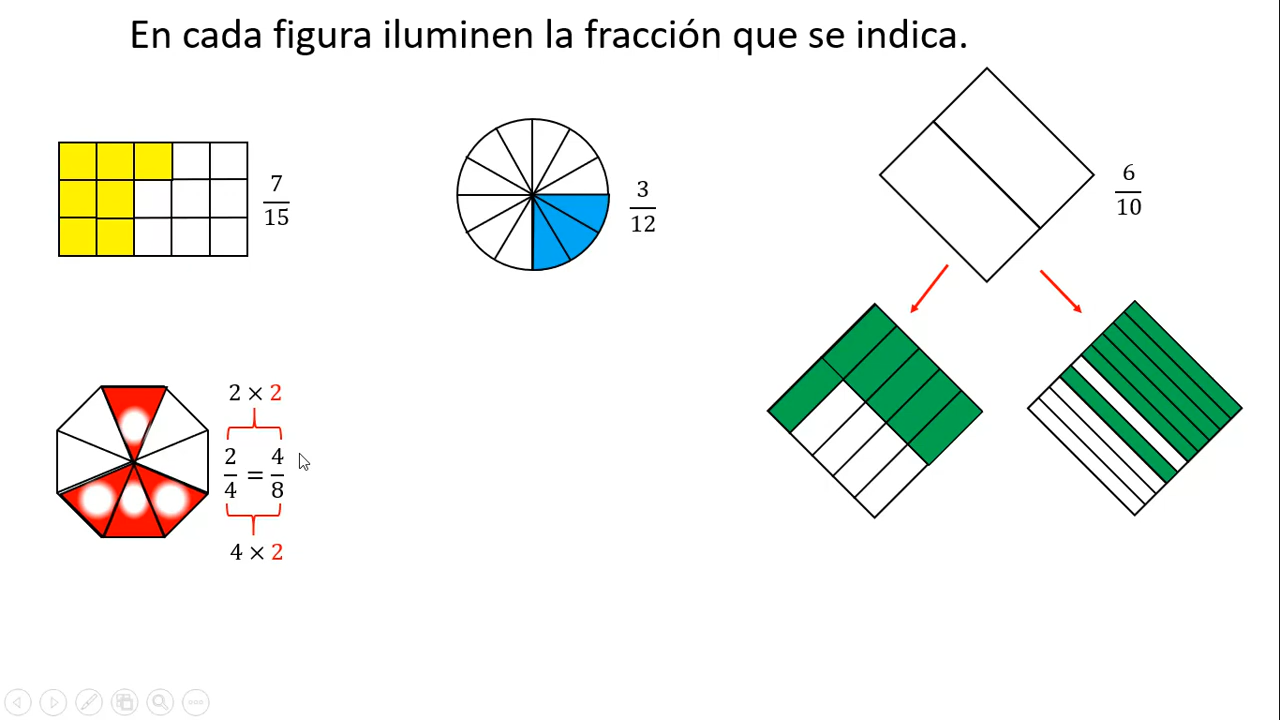 En cada figura iluminen la fracción que se indica.
7
15
3
12
6
10
2 × 2
2/4 = 4/8
4 × 2